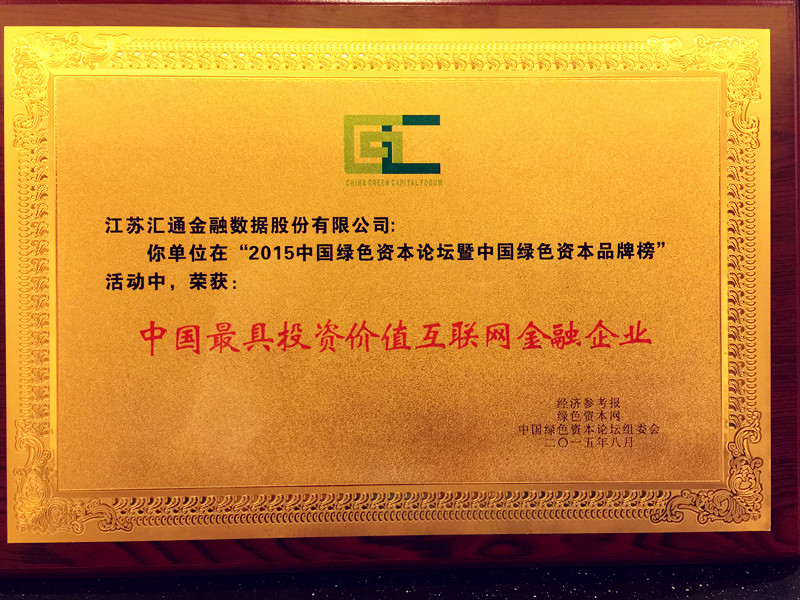 CHINA GREEN CAPITAL FORUM
江苏汇通金融数据股份有限公司:
你单位在“2015中国绿色资本论坛暨中国绿色资本品牌榜”
活动中，荣获：
中国最具投资价值互联网金融企业
经济参考报
绿色资本网
中国绿色资本论坛组委会
二〇一五年八月